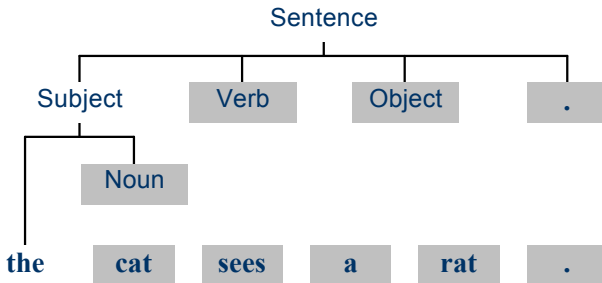 Sentence
Subject Verb Object .
Noun
the cat sees a rat .